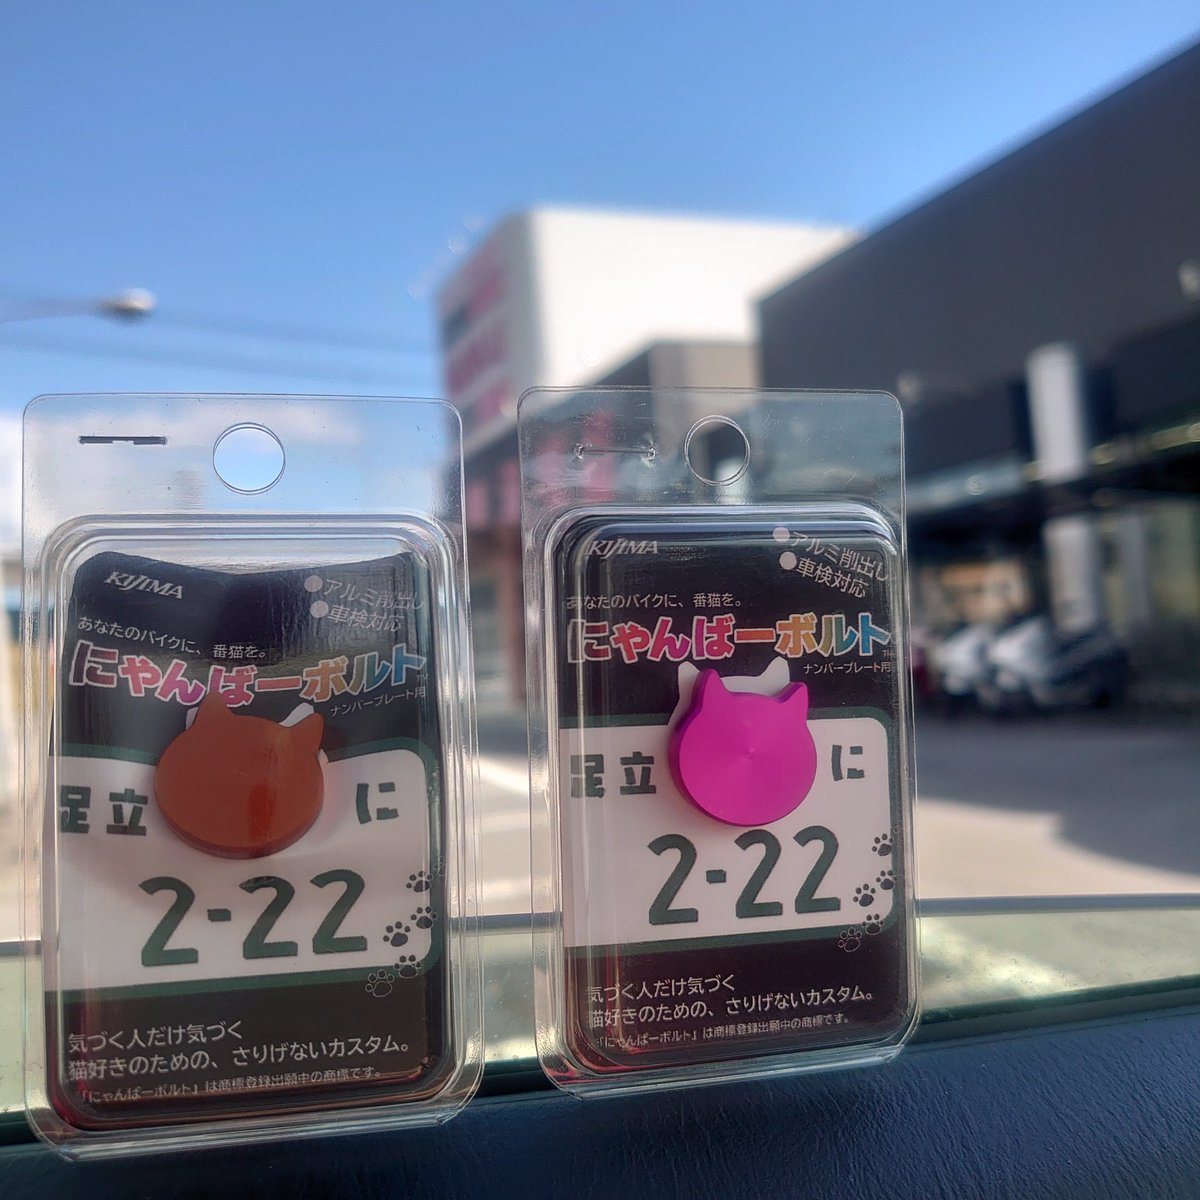 KIJIMA
●アルミ削出し
●車検対応
あなたのバイクに、番猫を。
にゃんばーボルト
ナンバープレート用
足立 に
2-22
気づく人だけ気づく
猫好きのための、さりげないカスタム。
「にゃんばーボルト」は商標登録出願中の商標です。
KIJIMA
●アルミ削出し
●車検対応
あなたのバイクに、番猫を。
にゃんばーボルト™
ナンバープレート用
足立 に
2-22
気づく人だけ気づく
猫好きのための、さりげないカスタム。
「にゃんばーボルト」は商標登録出願中の商標です。